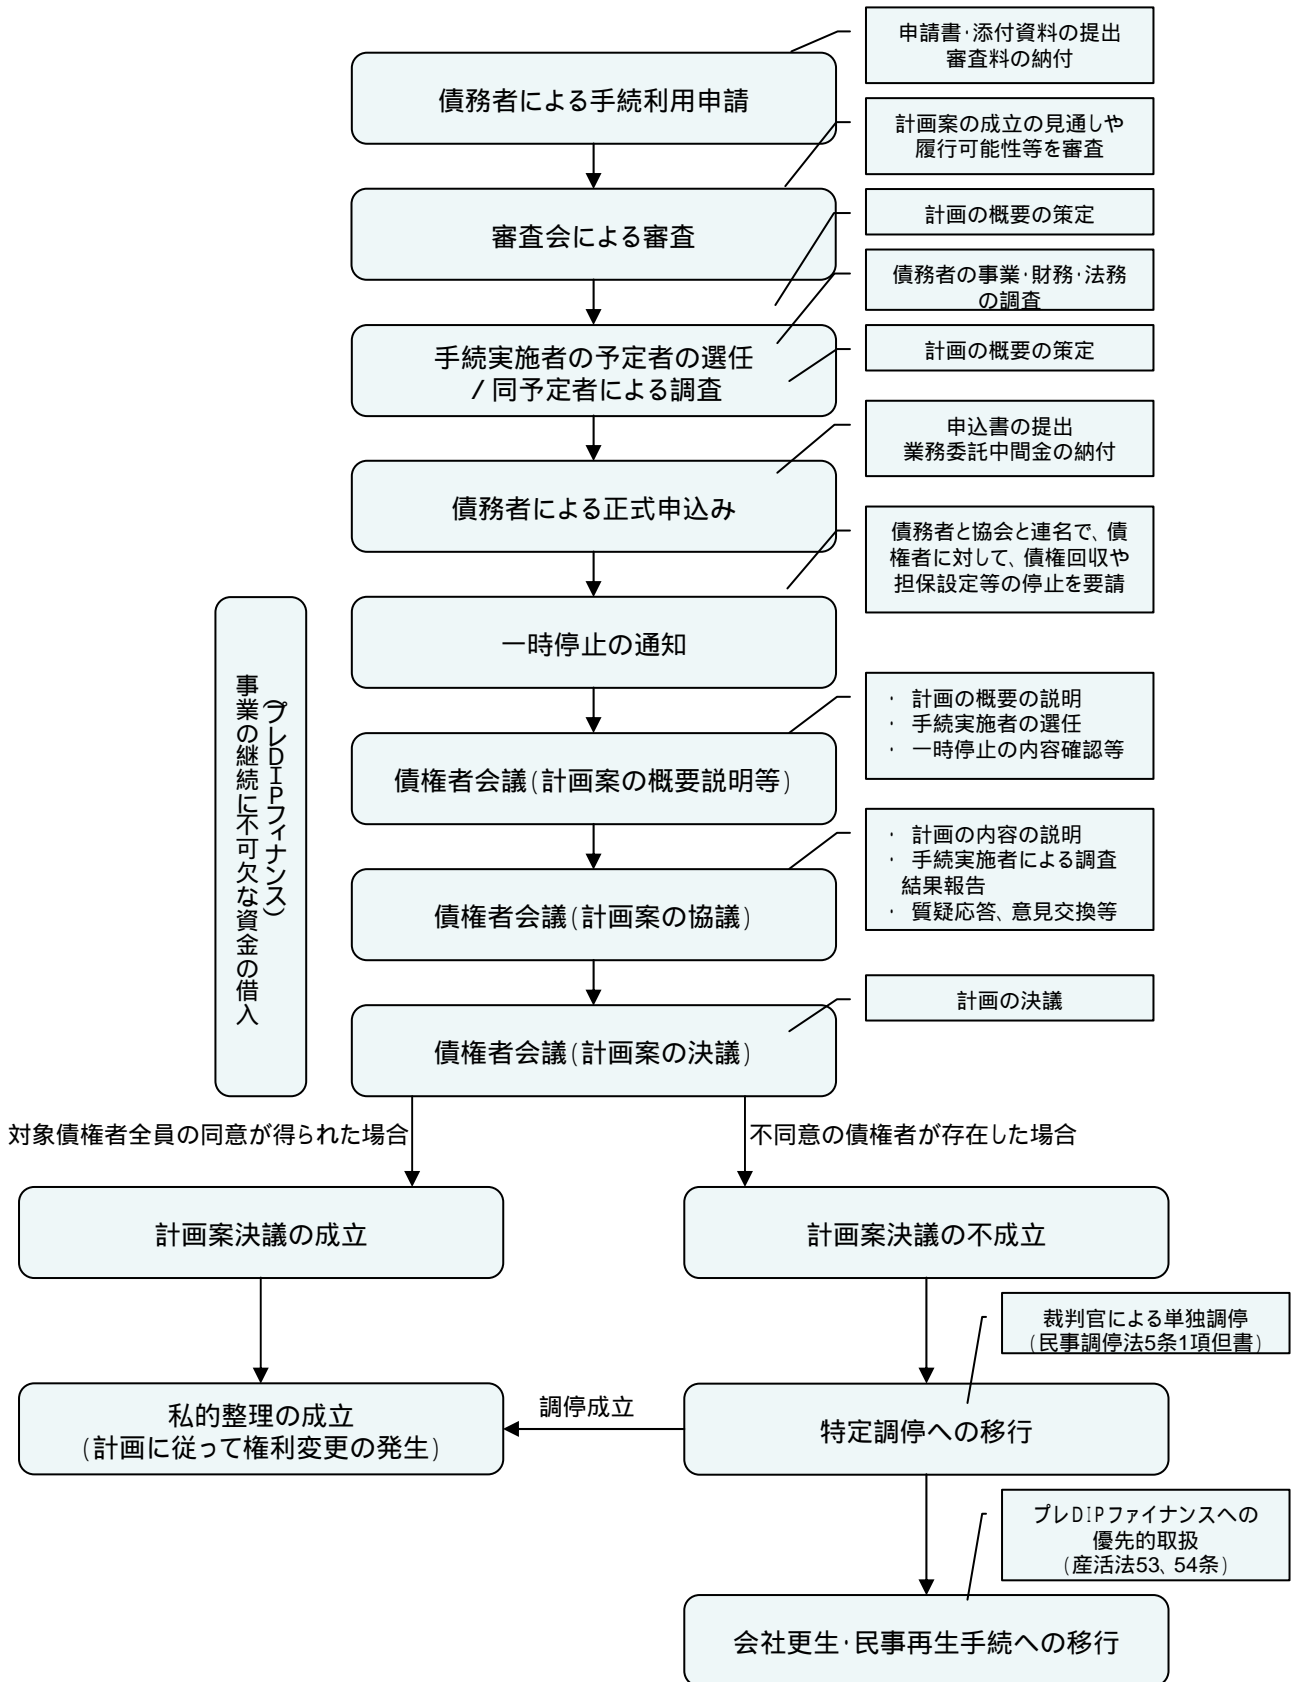 申請書・添付資料の提出
審査料の納付
債務者による手続利用申請
計画案の成立の見通しや
履行可能性等を審査
審査会による審査
計画の概要の策定
債務者の事業・財務・法務
の調査
手続実施者の予定者の選任
/ 同予定者による調査
計画の概要の策定
申込書の提出
業務委託中間金の納付
債務者による正式申込み
債務者と協会と連名で、債
権者に対して、債権回収や
担保設定等の停止を要請
一時停止の通知
事業の継続に不可欠な資金の借入
(プレDIPフィナンス)
・ 計画の概要の説明
・ 手続実施者の選任
・ 一時停止の内容確認等
債権者会議(計画案の概要説明等)
・ 計画の内容の説明
・ 手続実施者による調査
結果報告
・ 質疑応答、意見交換等
債権者会議(計画案の協議)
計画の決議
債権者会議(計画案の決議)
対象債権者全員の同意が得られた場合
不同意の債権者が存在した場合
計画案決議の成立
計画案決議の不成立
裁判官による単独調停
(民事調停法5条1項但書)
私的整理の成立
(計画に従って権利変更の発生)
調停成立
特定調停への移行
プレDIPファイナンスへの
優先的取扱
(産活法53、54条)
会社更生・民事再生手続への移行